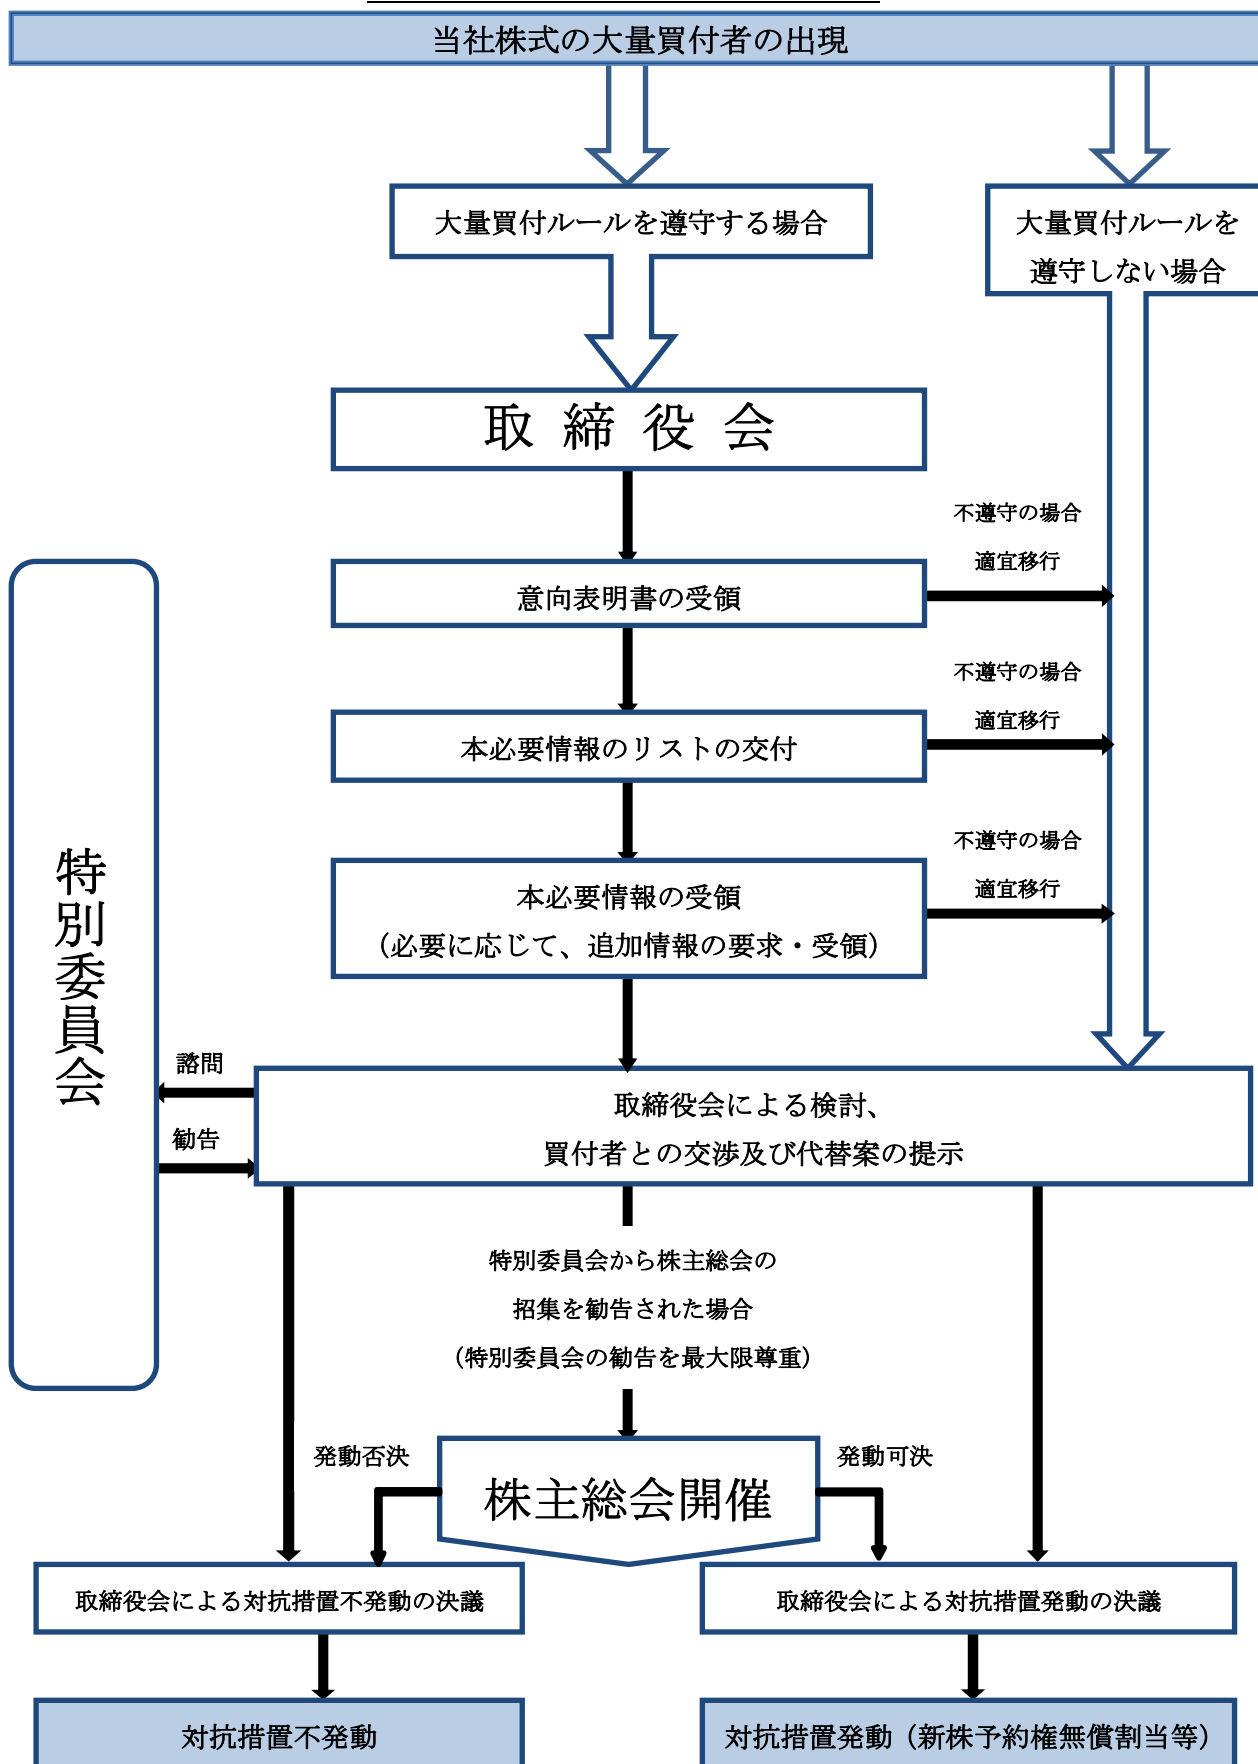 当社株式の大量買付者の出現
大量買付ルールを遵守する場合
大量買付ルールを
遵守しない場合
取締役会
不遵守の場合
適宜移行
意向表明書の受領
不遵守の場合
適宜移行
本必要情報のリストの交付
不遵守の場合
適宜移行
本必要情報の受領
（必要に応じて、追加情報の要求・受領）
特別委員会
諮問
勧告
取締役会による検討、
買付者との交渉及び代替案の提示
特別委員会から株主総会の
招集を勧告された場合
（特別委員会の勧告を最大限尊重）
発動否決
発動可決
株主総会開催
取締役会による対抗措置不発動の決議
取締役会による対抗措置発動の決議
対抗措置不発動
対抗措置発動（新株予約権無償割当等）